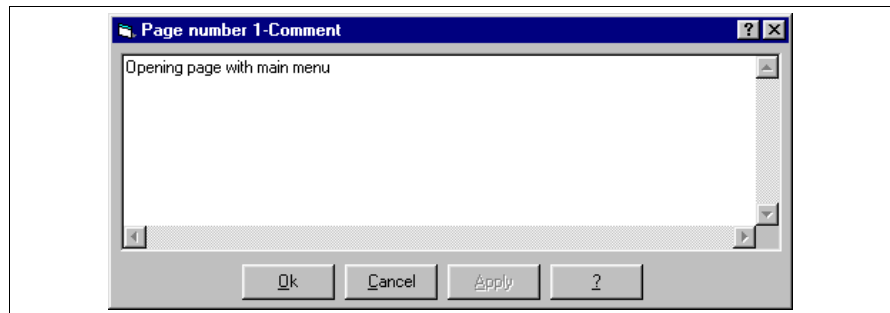 Page number 1-Comment ?
Opening page with main menu
Ok Cancel Apply ?